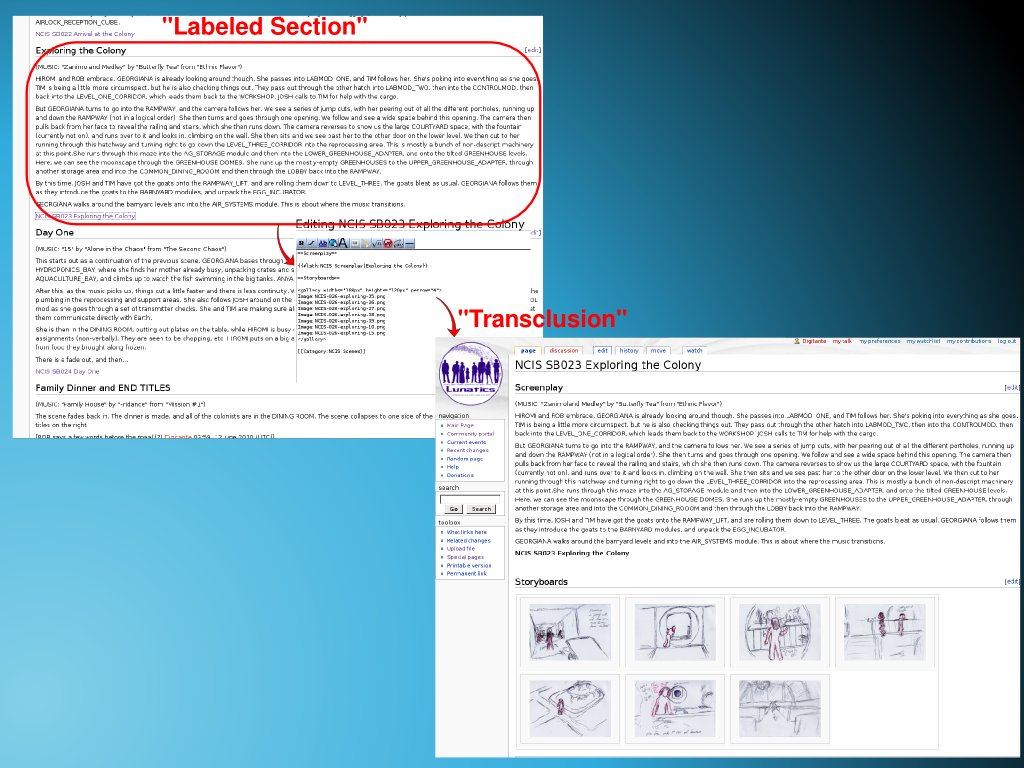 "Labeled Section"
AIRLOCK_RECEPTION_CUBE.
NCIS SB022 Arrival at the Colony
Exploring the Colony
[edit]
(MUSIC: "Zanimo and Medley" by "Butterfly Tea" from "Ethnic Flavor")
HIROMI and ROB embrace. GEORGIANA is already looking around though. She passes into LABMOD_ONE, and TIM follows her. She's poking into everything as she goes.
TIM is being a little more circumspect, but he is also checking things out. They pass out through the other hatch into LABMOD_TWO, then into the CONTROLMOD, then
back into the LEVEL_ONE_CORRIDOR, which leads them back to the WORKSHOP. JOSH calls to TIM for help with the cargo.
But GEORGIANA turns to go into the RAMPWAY, and the camera follows her. We see a series of jump cuts, with her peering out of all the different portholes, running up
and down the RAMPWAY (not in a logical order). She then turns and goes through one opening. We follow and see a wide space behind this opening. The camera then
pulls back from her face to reveal the railing and stairs, which she then runs down. The camera reverses to show us the large COURTYARD space, with the fountain
(currently not on), and runs over to it and looks in, climbing on the wall. She then sits and we see past her to the other door on the lower level. We then cut to her
running through this hatchway and turning right to go down the LEVEL_THREE_CORRIDOR into the reprocessing area. This is mostly a bunch of non-descript machinery
at this point.She runs through this maze into the AG_STORAGE module and then into the LOWER_GREENHOUSE_ADAPTER, and onto the tilted GREENHOUSE levels.
Here, we can see the moonscape through the GREENHOUSE DOMES. She runs up the mostly-empty GREENHOUSES to the UPPER_GREENHOUSE_ADAPTER, through
another storage area and into the COMMON_DINING_ROOM and then through the LOBBY back into the RAMPWAY.
By this time, JOSH and TIM have got the goats onto the RAMPWAY_LIFT, and are rolling them down to LEVEL_THREE. The goats bleat as usual. GEORGIANA follows them
as they introduce the goats to the BARNYARD modules, and unpack the EGG_INCUBATOR.
GEORGIANA walks around the barnyard levels and into the AIR_SYSTEMS module. This is about where the music transitions.
NCIS SB023 Exploring the Colony
Day One
(MUSIC: "15" by "Alone in the Chaos" from "The Second Chaos")
This starts out as a continuation of the previous scene. GEORGIANA bases through
HYDROPONICS_BAY, where she finds her mother already busy, unpacking crates and s
AQUACULTURE_BAY, and climbs up to watch the fish swimming in the big tanks. ANYA
After this, as the music picks up, things cut a little faster and there is less continuity. W
pumbing in the reprocessing and support areas. She also follows JOSH around on the
mod as she goes through a set of transmitter checks. She and TIM are making sure al
them communicate directly with Earth.
She is then in the DINING ROOM, putting out plates on the table, while HIROMI is busy
assignments (non-verbally). They are seen to be chopping, etc. HIROMI puts on a big
from food they brought along frozen.
There is a fade out, and then...
NCIS SB024 Day One
Family Dinner and END TITLES
(MUSIC: "Family House" by "-ridance" from "Mission #1")
The scene fades back in. The dinner is made, and all of the colonists are in the DINING ROOM. The scene collapses to one side of the
titles on the right
[ROB says a few words before the meal [?] Digitante 03:59, 12 June 2010 (UTC)]
Editing NCIS SB023 Exploring the Colony
==Screenplay==
{{#lsth:NCIS Screenplay|Exploring the Colony}}
==Storyboards==
<gallery widths="180px" heights="120px" perrow="4">
Image:NCIS-026-exploring-35.png
Image:NCIS-026-exploring-36.png
Image:NCIS-026-exploring-37.png
Image:NCIS-026-exploring-38.png
Image:NCIS-026-exploring-39.png
Image:NCIS-026-exploring-10.png
Image:NCIS-026-exploring-15.png
</gallery>
[[Category:NCIS Scenes]]
"Transclusion"
Digitante my talk my preferences my watchlist my contributions log out
page discussion edit history move watch
Lunatics
NCIS SB023 Exploring the Colony
Screenplay
[edit]
(MUSIC: "Zanimo and Medley" by "Butterfly Tea" from "Ethnic Flavor")
HIROMI and ROB embrace. GEORGIANA is already looking around though. She passes into LABMOD_ONE, and TIM follows her. She's poking into everything as she goes.
TIM is being a little more circumspect, but he is also checking things out. They pass out through the other hatch into LABMOD_TWO, then into the CONTROLMOD, then
back into the LEVEL_ONE_CORRIDOR, which leads them back to the WORKSHOP. JOSH calls to TIM for help with the cargo.
But GEORGIANA turns to go into the RAMPWAY, and the camera follows her. We see a series of jump cuts, with her peering out of all the different portholes, running up
and down the RAMPWAY (not in a logical order). She then turns and goes through one opening. We follow and see a wide space behind this opening. The camera then
pulls back from her face to reveal the railing and stairs, which she then runs down. The camera reverses to show us the large COURTYARD space, with the fountain
(currently not on), and runs over to it and looks in, climbing on the wall. She then sits and we see past her to the other door on the lower level. We then cut to her
running through this hatchway and turning right to go down the LEVEL_THREE_CORRIDOR into the reprocessing area. This is mostly a bunch of non-descript machinery
at this point.She runs through this maze into the AG_STORAGE module and then into the LOWER_GREENHOUSE_ADAPTER, and onto the tilted GREENHOUSE levels.
Here, we can see the moonscape through the GREENHOUSE DOMES. She runs up the mostly-empty GREENHOUSES to the UPPER_GREENHOUSE_ADAPTER, through
another storage area and into the COMMON_DINING_ROOM and then through the LOBBY back into the RAMPWAY.
By this time, JOSH and TIM have got the goats onto the RAMPWAY_LIFT, and are rolling them down to LEVEL_THREE. The goats bleat as usual. GEORGIANA follows them
as they introduce the goats to the BARNYARD modules, and unpack the EGG_INCUBATOR.
GEORGIANA walks around the barnyard levels and into the AIR_SYSTEMS module. This is about where the music transitions.
NCIS SB023 Exploring the Colony
Storyboards
[edit]
navigation
Main Page
Community portal
Current events
Recent changes
Random page
Help
Donations
search
Go Search
toolbox
What links here
Related changes
Upload file
Special pages
Printable version
Permanent link